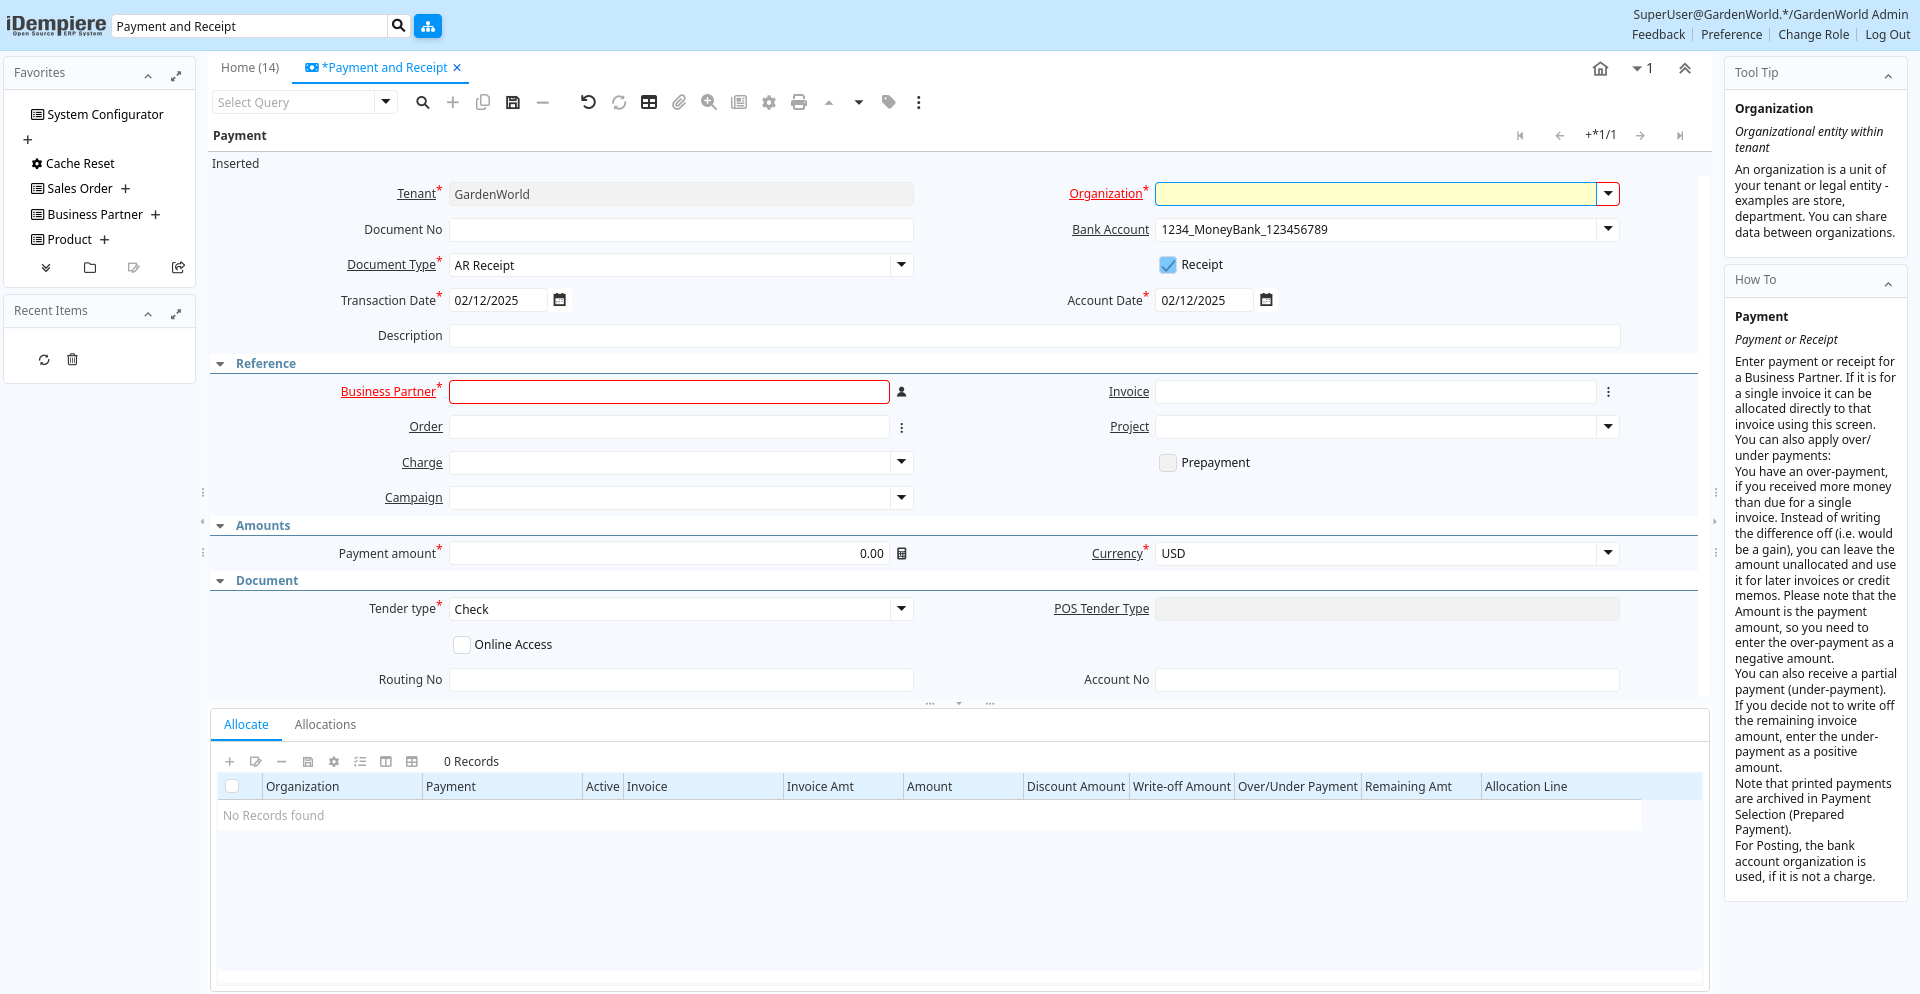 iDempiere
Open Source ERP System
Payment and Receipt
SuperUser@GardenWorld.*/GardenWorld Admin
Feedback
Preference
Change Role
Log Out
Favorites
System Configurator
Cache Reset
Sales Order
Business Partner
Product
Recent Items
Home (14)
*Payment and Receipt
1
Select Query
Payment
+*1/1
Inserted
Tenant*
GardenWorld
Organization*
Document No
Bank Account
1234_MoneyBank_123456789
Document Type*
AR Receipt
Receipt
Transaction Date*
02/12/2025
Account Date*
02/12/2025
Description
Reference
Business Partner*
Invoice
Order
Project
Charge
Prepayment
Campaign
Amounts
Payment amount*
0.00
Currency*
USD
Document
Tender type*
Check
POS Tender Type
Online Access
Routing No
Account No
Allocate
Allocations
0 Records
Organization
Payment
Active
Invoice
Invoice Amt
Amount
Discount Amount
Write-off Amount
Over/Under Payment
Remaining Amt
Allocation Line
No Records found
Tool Tip
Organization
Organizational entity within
tenant
An organization is a unit of
your tenant or legal entity -
examples are store,
department. You can share
data between organizations.
How To
Payment
Payment or Receipt
Enter payment or receipt for
a Business Partner. If it is for
a single invoice it can be
allocated directly to that
invoice using this screen.
You can also apply over/
under payments:
You have an over-payment,
if you received more money
than due for a single
invoice. Instead of writing
the difference off (i.e. would
be a gain), you can leave the
amount unallocated and use
it for later invoices or credit
memos. Please note that the
Amount is the payment
amount, so you need to
enter the over-payment as a
negative amount.
You can also receive a partial
payment (under-payment).
If you decide not to write off
the remaining invoice
amount, enter the under-
payment as a positive
amount.
Note that printed payments
are archived in Payment
Selection (Prepared
Payment).
For Posting, the bank
account organization is
used, if it is not a charge.